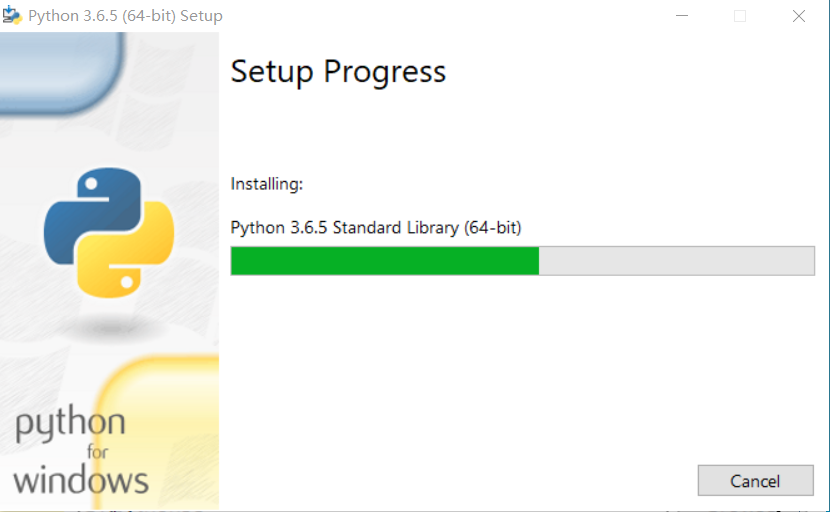 Python 3.6.5 (64-bit) Setup
Setup Progress
Installing:
Python 3.6.5 Standard Library (64-bit)
python
for
windows
Cancel